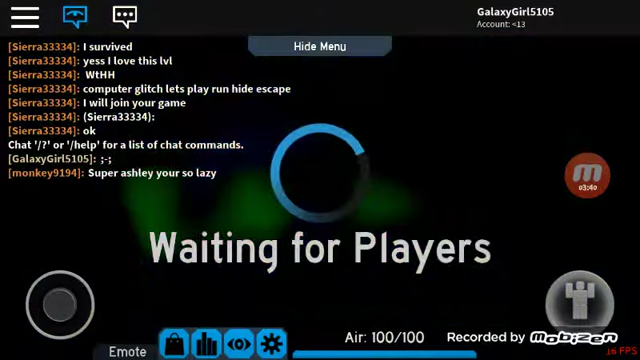 GalaxyGirl5105
Account: <13
Hide Menu
[Sierra33334]: I survived
[Sierra33334]: yess I love this lvl
[Sierra33334]: WtHH
[Sierra33334]: computer glitch lets play run hide escape
[Sierra33334]: I will join your game
[Sierra33334]: (Sierra33334):
[Sierra33334]: ok
Chat '/?' or '/help' for a list of chat commands.
[GalaxyGirl5105]: ;-;
[monkey9194]: Super ashley your so lazy
03:40
Waiting for Players
Air: 100/100
Emote
Recorded by
Mobizen
16 FPS